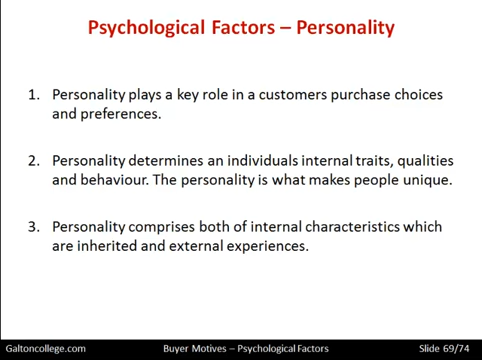 Psychological Factors – Personality
1. Personality plays a key role in a customers purchase choices
and preferences.
2. Personality determines an individuals internal traits, qualities
and behaviour. The personality is what makes people unique.
3. Personality comprises both of internal characteristics which
are inherited and external experiences.
Galtoncollege.com Buyer Motives – Psychological Factors Slide 69/74